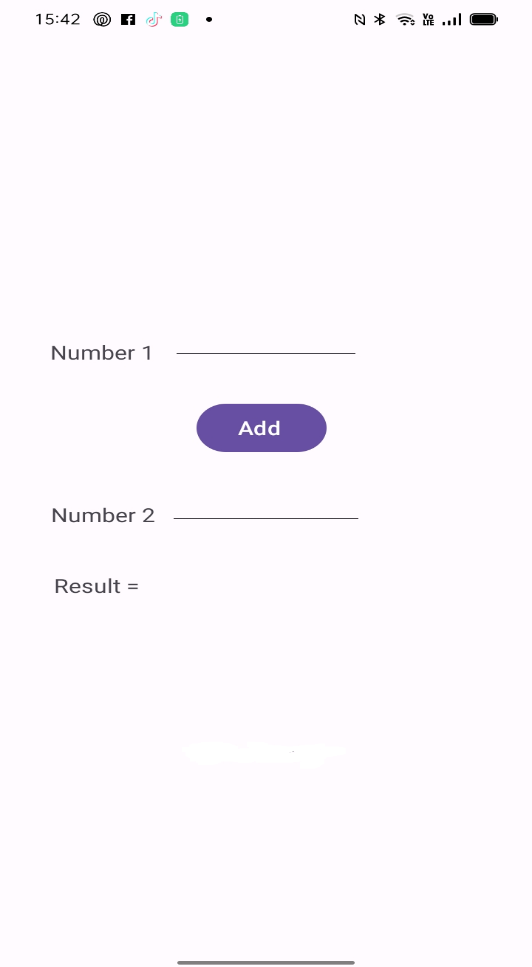 15:42
Number 1
Add
Number 2
Result =